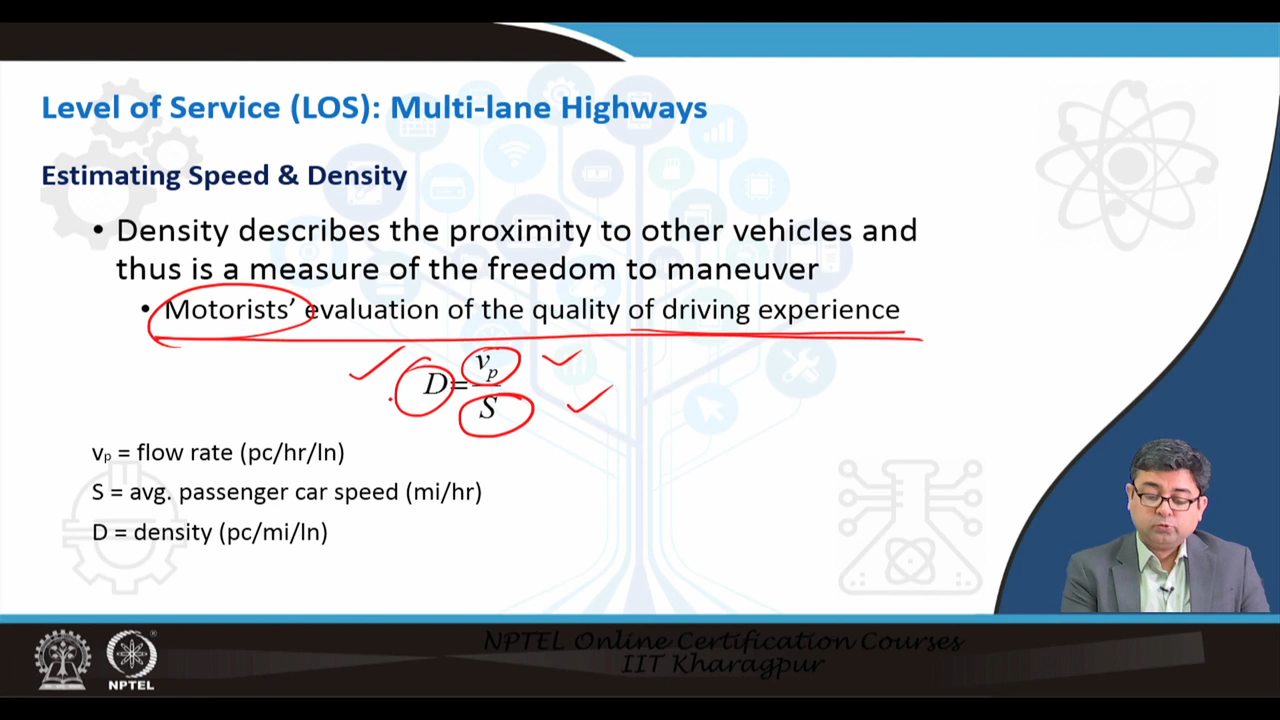 Level of Service (LOS): Multi-lane Highways
Estimating Speed & Density
• Density describes the proximity to other vehicles and
thus is a measure of the freedom to maneuver
• Motorists' evaluation of the quality of driving experience
D = vₚ / S
vₚ = flow rate (pc/hr/ln)
S = avg. passenger car speed (mi/hr)
D = density (pc/mi/ln)
NPTEL Online Certification Courses
IIT Kharagpur
NPTEL